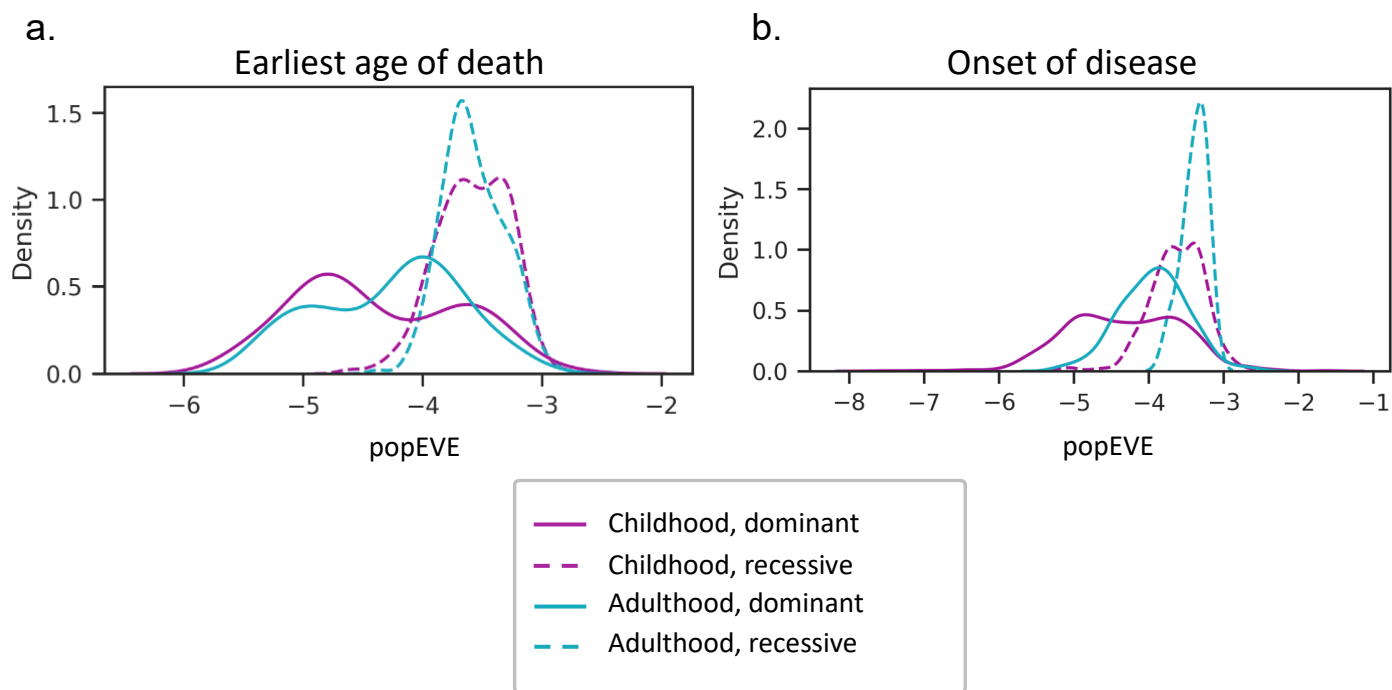 a.
Earliest age of death
1.5
1.0
0.5
0.0
Density
−6 −5 −4 −3 −2
popEVE
b.
Onset of disease
2.0
1.5
1.0
0.5
0.0
Density
−8 −7 −6 −5 −4 −3 −2 −1
popEVE
Childhood, dominant
Childhood, recessive
Adulthood, dominant
Adulthood, recessive